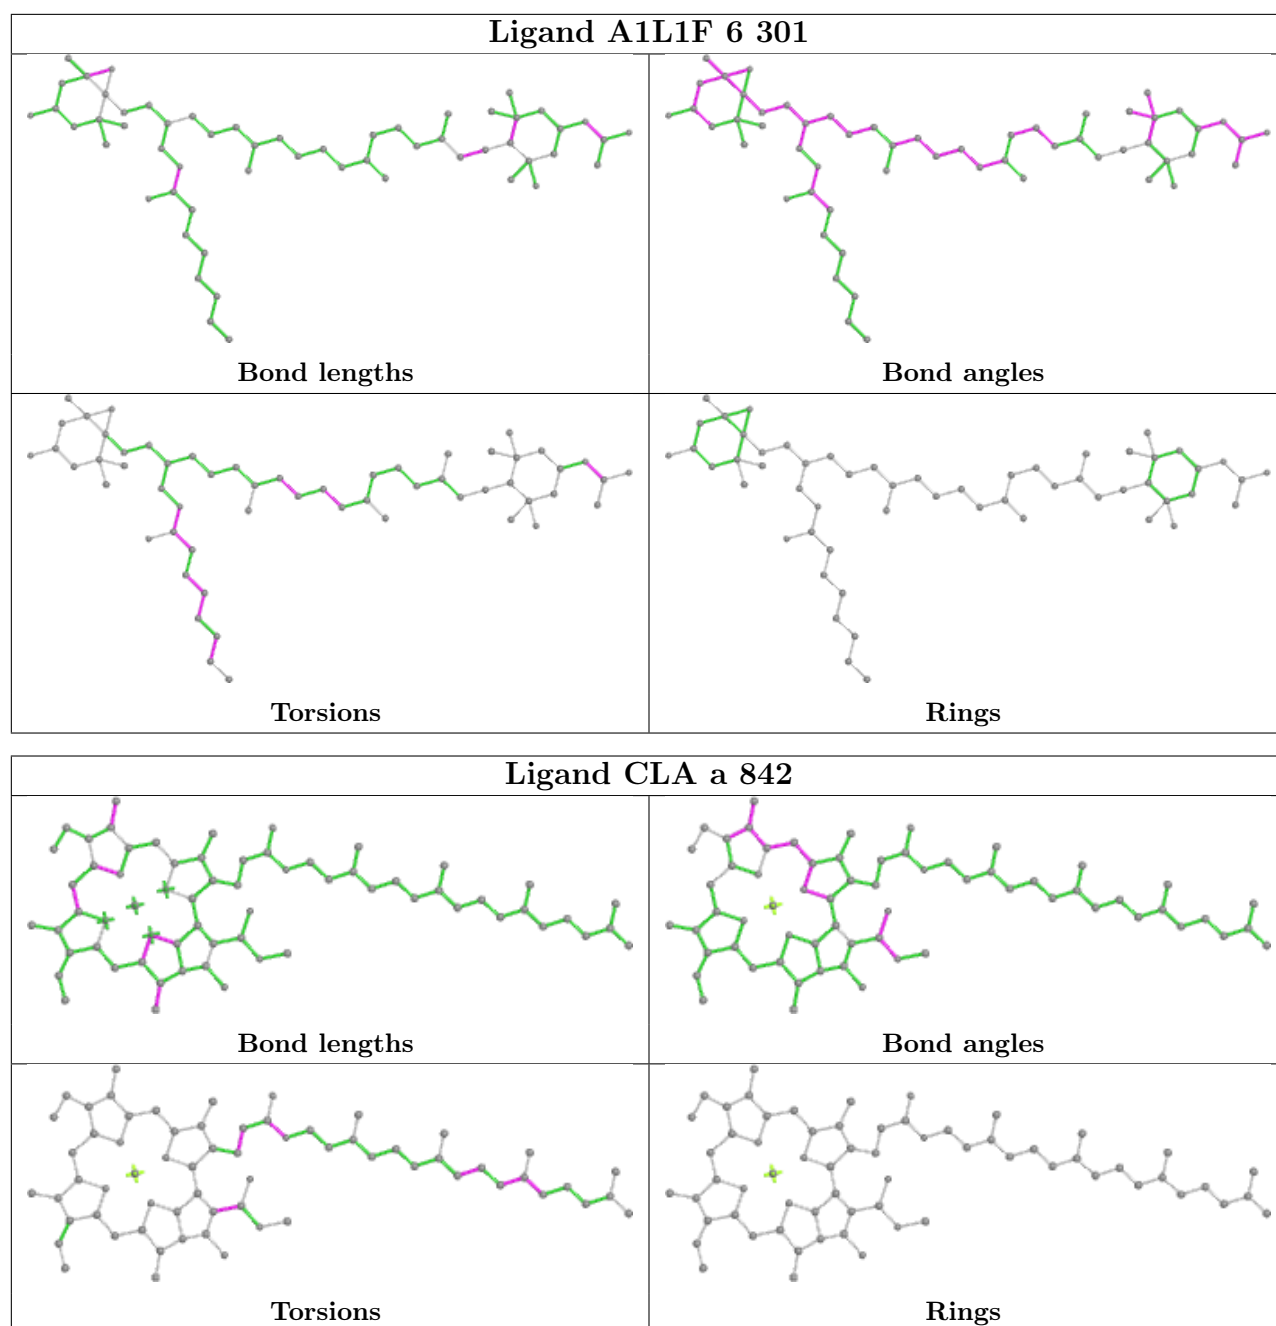 Ligand A1L1F 6 301
Bond lengths
Bond angles
Torsions
Rings
Ligand CLA a 842
Bond lengths
Bond angles
Torsions
Rings